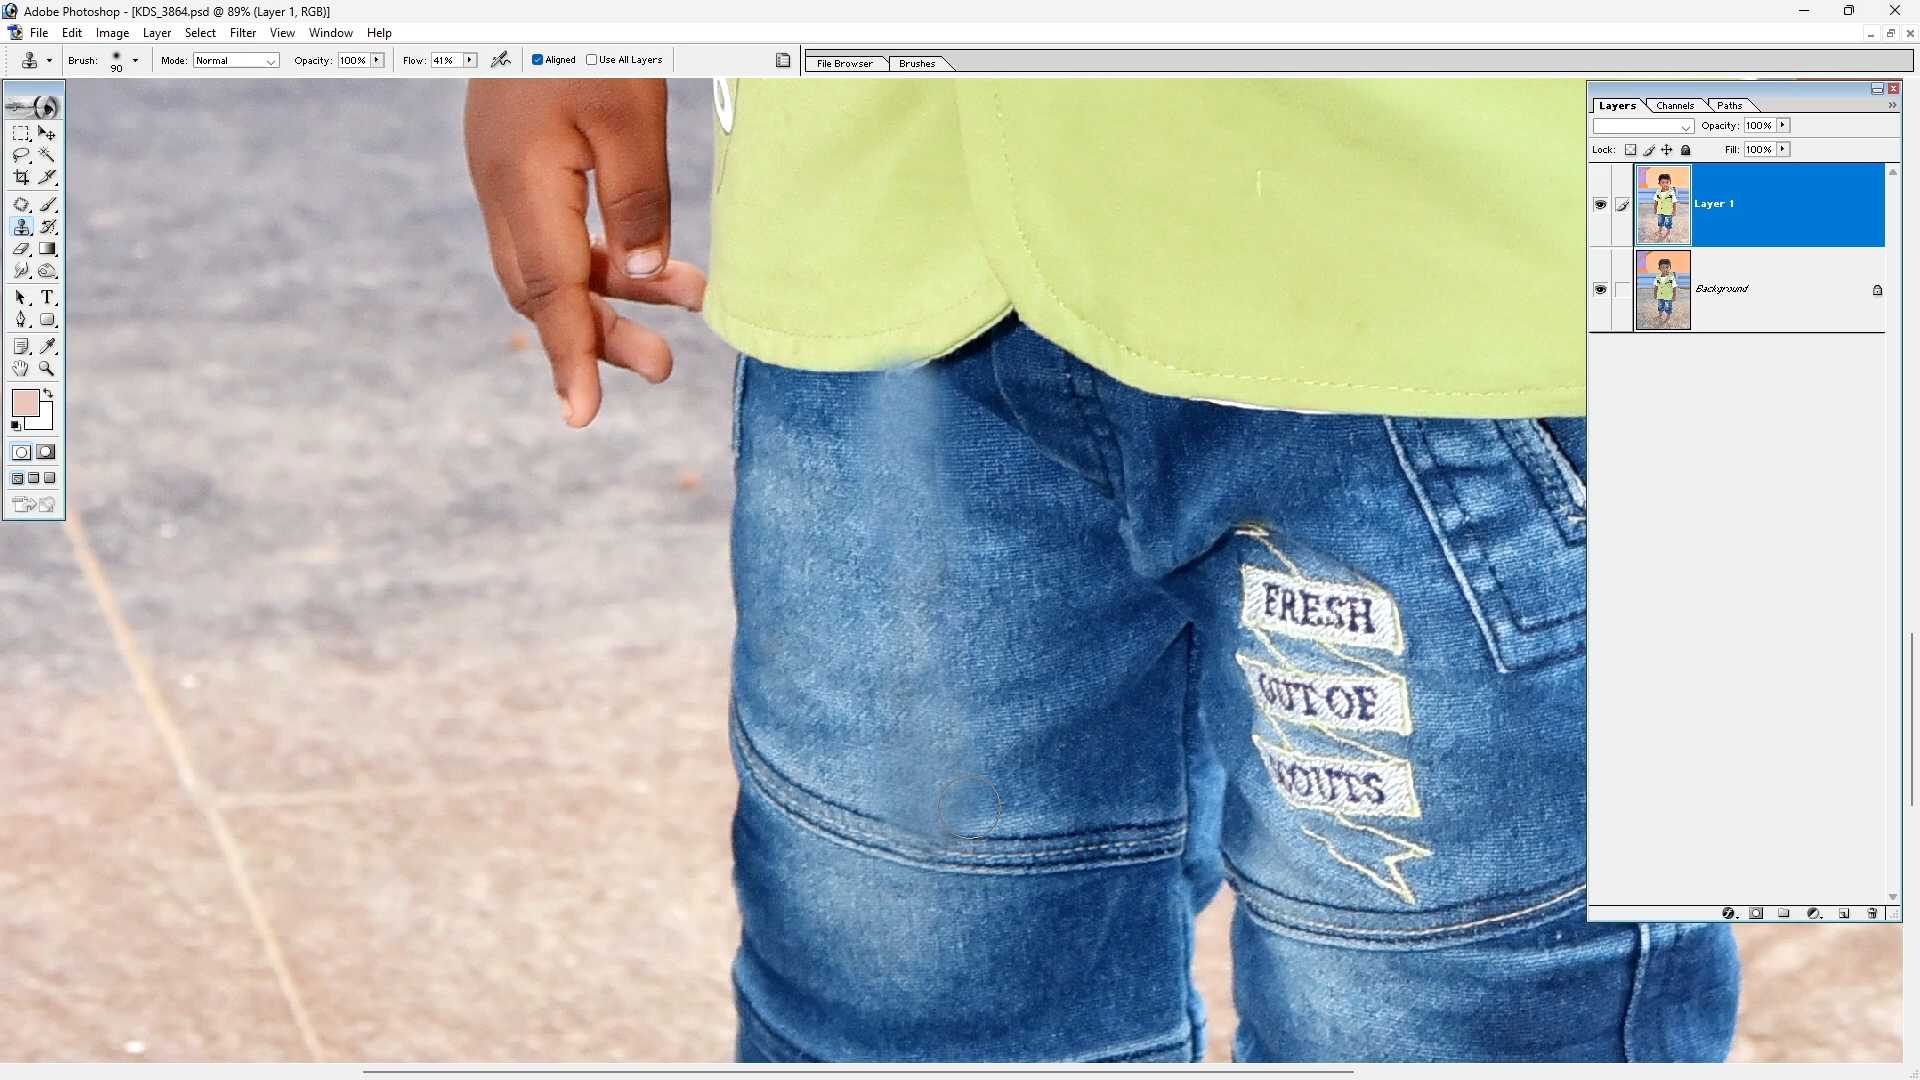 Adobe Photoshop - [KDS_3864.psd @ 89% (Layer 1, RGB)]
File Edit Image Layer Select Filter View Window Help
Brush: 90 Mode: Normal Opacity: 100% Flow: 41% Aligned Use All Layers File Browser Brushes
Layers Channels Paths
Opacity: 100%
Lock: Fill: 100%
Layer 1
Background
FRESH
OUT OF
SCOUTS